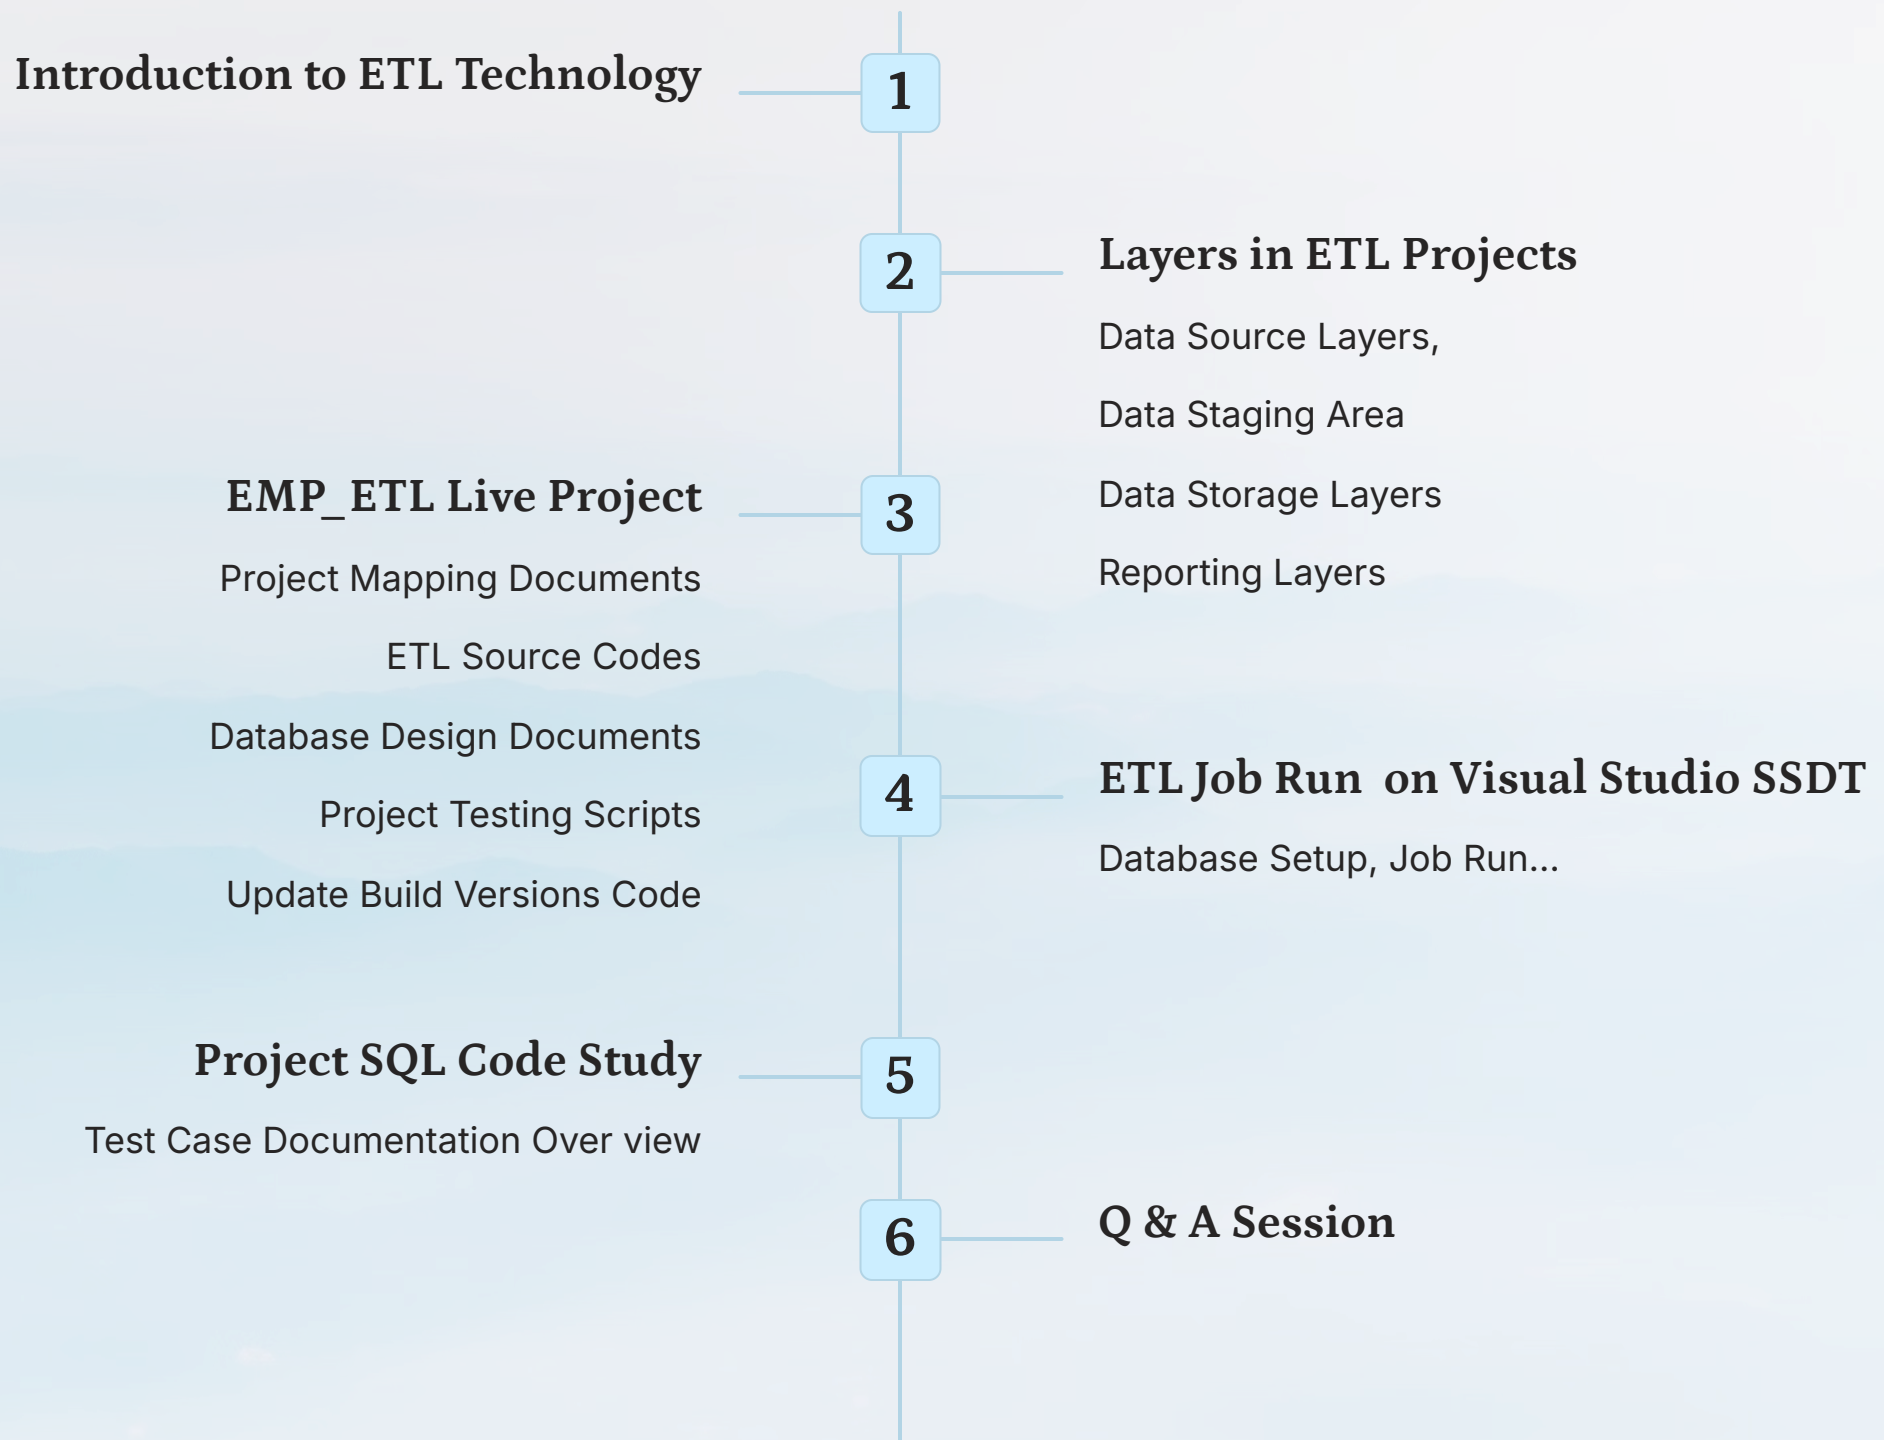 Introduction to ETL Technology
1
2
Layers in ETL Projects
Data Source Layers,
Data Staging Area
Data Storage Layers
Reporting Layers
EMP_ETL Live Project
3
Project Mapping Documents
ETL Source Codes
Database Design Documents
Project Testing Scripts
Update Build Versions Code
4
ETL Job Run  on Visual Studio SSDT
Database Setup, Job Run...
Project SQL Code Study
5
Test Case Documentation Over view
6
Q & A Session